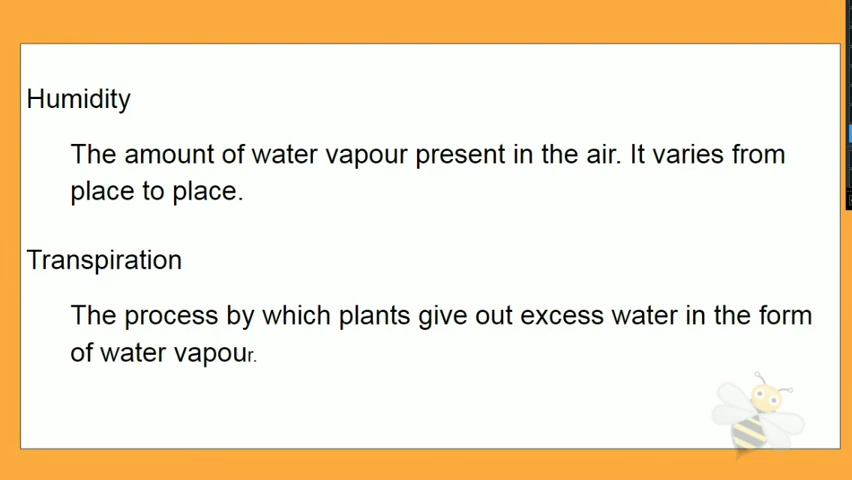 Humidity
The amount of water vapour present in the air. It varies from
place to place.
Transpiration
The process by which plants give out excess water in the form
of water vapour.